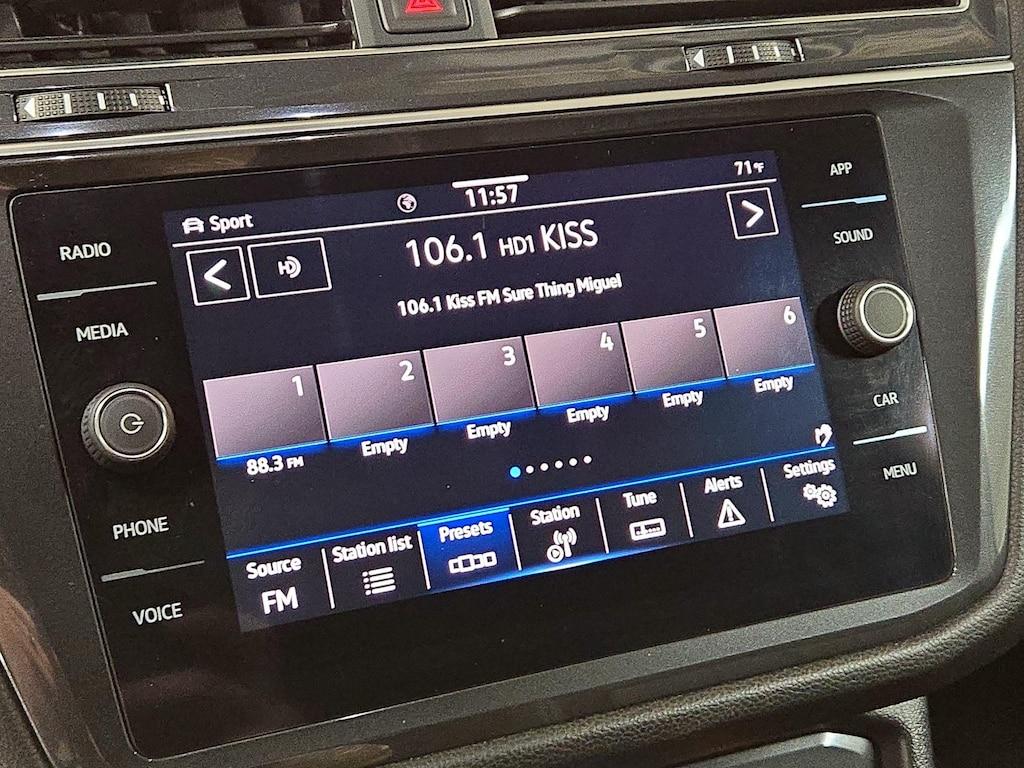 71°F
11:57
Sport
APP
SOUND
RADIO
MEDIA
HD
106.1 HD1 KISS
106.1 Kiss FM Sure Thing Miguel
1
2
3
4
5
6
88.3 FM
Empty
Empty
Empty
Empty
Empty
CAR
MENU
PHONE
VOICE
Source
FM
Station list
Presets
Station
Tune
Alerts
Settings